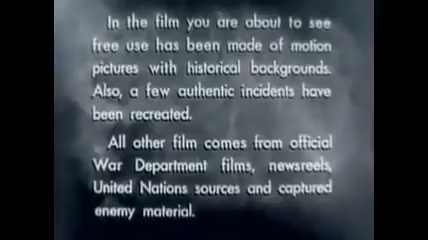 In the film you are about to see
free use has been made of motion
pictures with historical backgrounds.
Also, a few authentic incidents have
been recreated.
All other film comes from official
War Department films, newsreels,
United Nations sources and captured
enemy material.